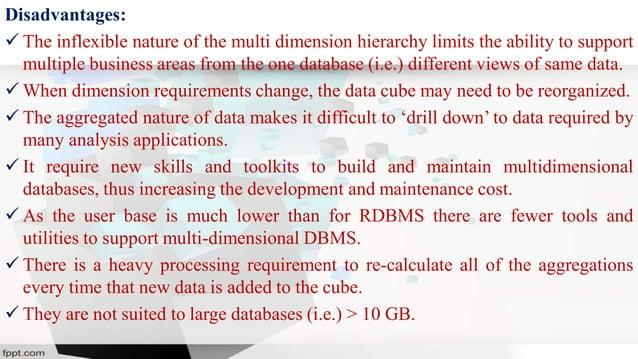 Disadvantages:
✓ The inflexible nature of the multi dimension hierarchy limits the ability to support
multiple business areas from the one database (i.e.) different views of same data.
✓ When dimension requirements change, the data cube may need to be reorganized.
✓ The aggregated nature of data makes it difficult to ‘drill down’ to data required by
many analysis applications.
✓ It require new skills and toolkits to build and maintain multidimensional
databases, thus increasing the development and maintenance cost.
✓ As the user base is much lower than for RDBMS there are fewer tools and
utilities to support multi-dimensional DBMS.
✓ There is a heavy processing requirement to re-calculate all of the aggregations
every time that new data is added to the cube.
✓ They are not suited to large databases (i.e.) > 10 GB.
fppt.com